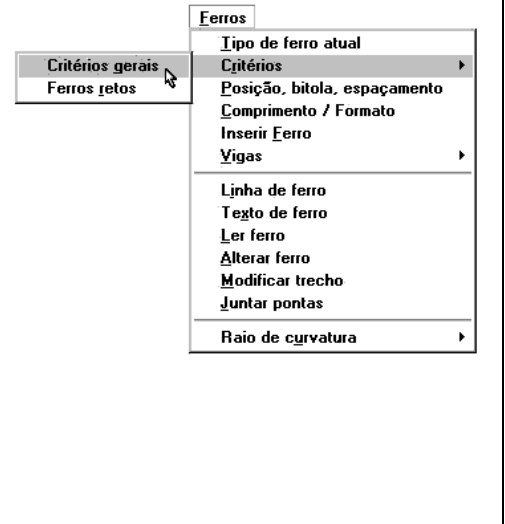 Ferros
Tipo de ferro atual
Critérios gerais
Critérios
Ferros retos
Posição, bitola, espaçamento
Comprimento / Formato
Inserir Ferro
Vigas
Linha de ferro
Texto de ferro
Ler ferro
Alterar ferro
Modificar trecho
Juntar pontas
Raio de curvatura